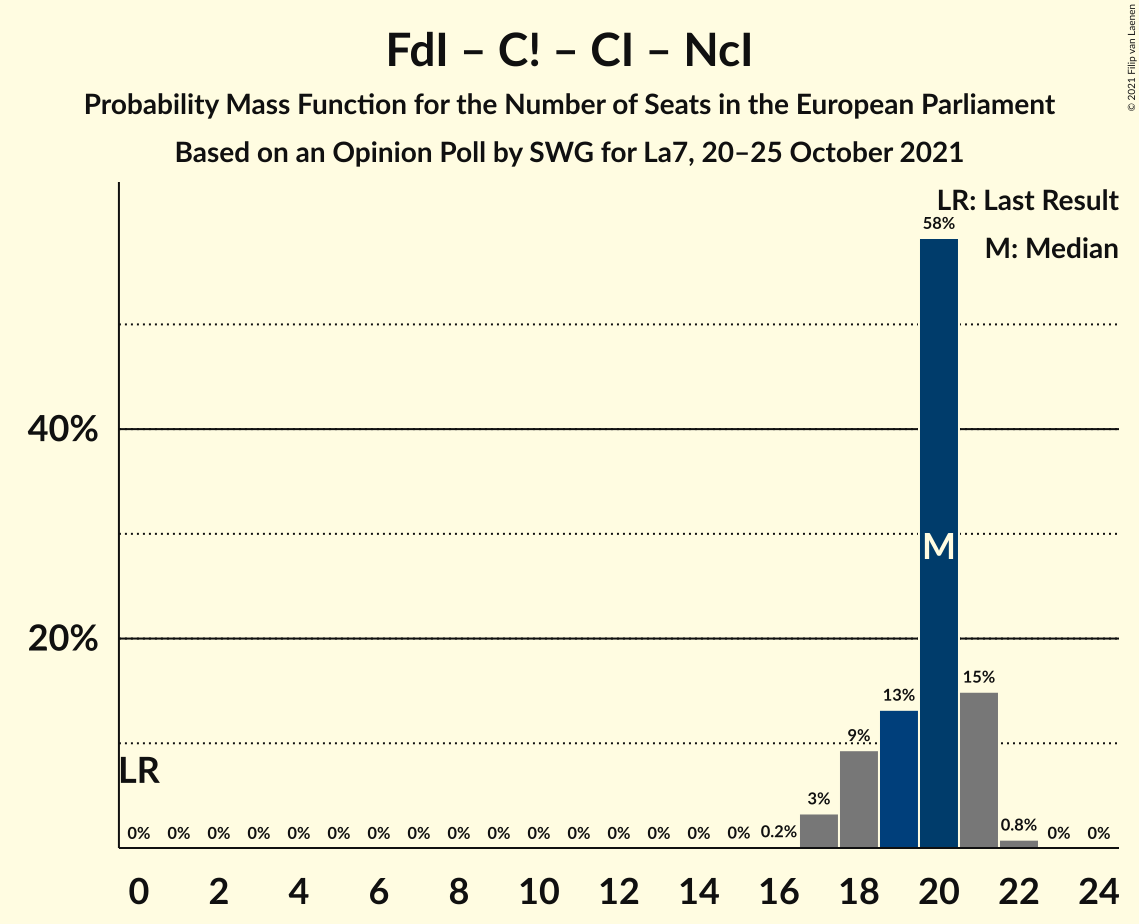 FdI – C! – CI – NcI
Probability Mass Function for the Number of Seats in the European Parliament
Based on an Opinion Poll by SWG for La7, 20–25 October 2021
© 2021 Filip van Laenen
LR: Last Result
M: Median
58%
40%
M
20%
15%
13%
9%
LR
3%
0% 0% 0% 0% 0% 0% 0% 0% 0% 0% 0% 0% 0% 0% 0% 0% 0.2% 0.8% 0% 0%
0 2 4 6 8 10 12 14 16 18 20 22 24